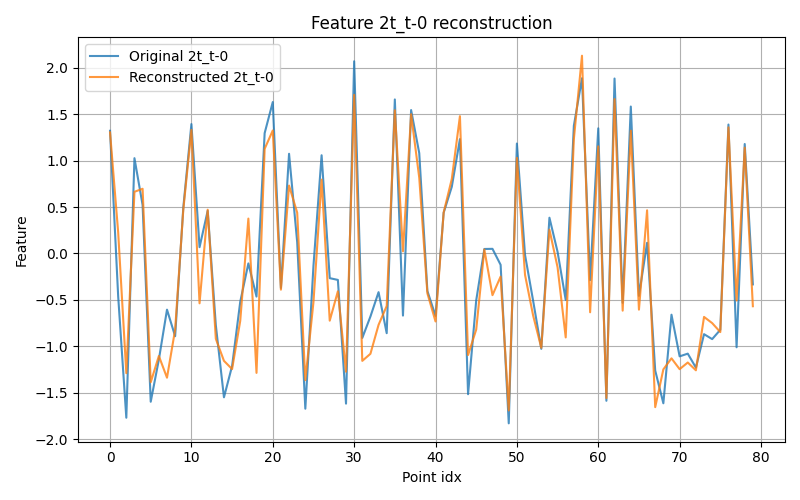 Feature 2t_t-0 reconstruction
Original 2t_t-0
Reconstructed 2t_t-0
Feature
2.0
1.5
1.0
0.5
0.0
−0.5
−1.0
−1.5
−2.0
0 10 20 30 40 50 60 70 80
Point idx